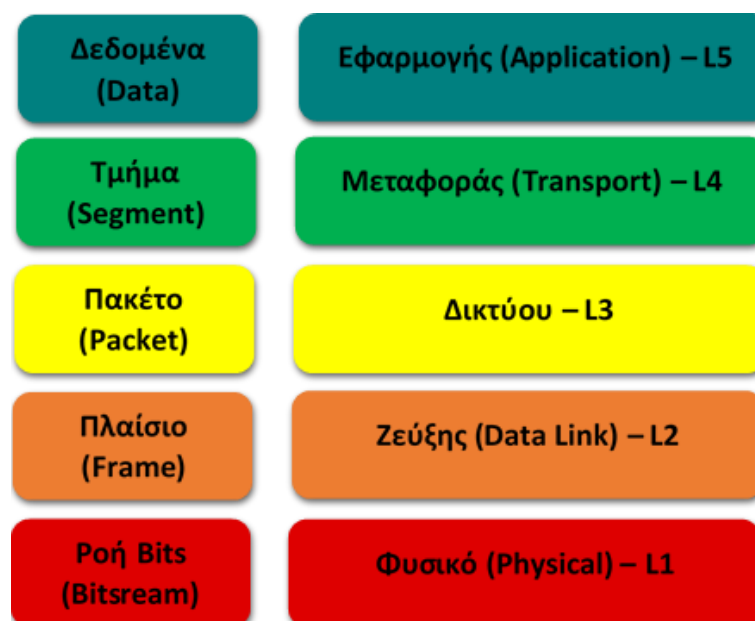 Δεδομένα
(Data)
Εφαρμογής (Application) – L5
Τμήμα
(Segment)
Μεταφοράς (Transport) – L4
Πακέτο
(Packet)
Δικτύου – L3
Πλαίσιο
(Frame)
Ζεύξης (Data Link) – L2
Ροή Bits
(Bitsream)
Φυσικό (Physical) – L1